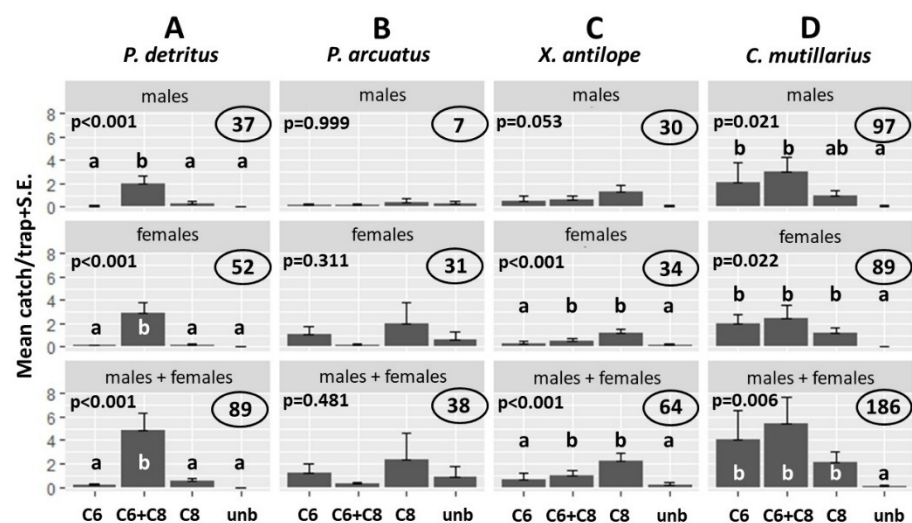 A B C D
P. detritus P. arcuatus X. antilope C. mutillarius
Mean catch/trap+S.E.
males males males males
8 p<0.001 37 p=0.999 7 p=0.053 30 p=0.021 97
6
4 a b a a b b ab a
2
0
females females females females
8 p<0.001 52 p=0.311 31 p<0.001 34 p=0.022 89
6
4 a b b a b b b a
2 a b a a
0
males + females males + females males + females males + females
8 p<0.001 89 p=0.481 38 p<0.001 64 p=0.006 186
6
4 a b b a
2 a b a a b b b a
0
C6 C6+C8 C8 unb C6 C6+C8 C8 unb C6 C6+C8 C8 unb C6 C6+C8 C8 unb